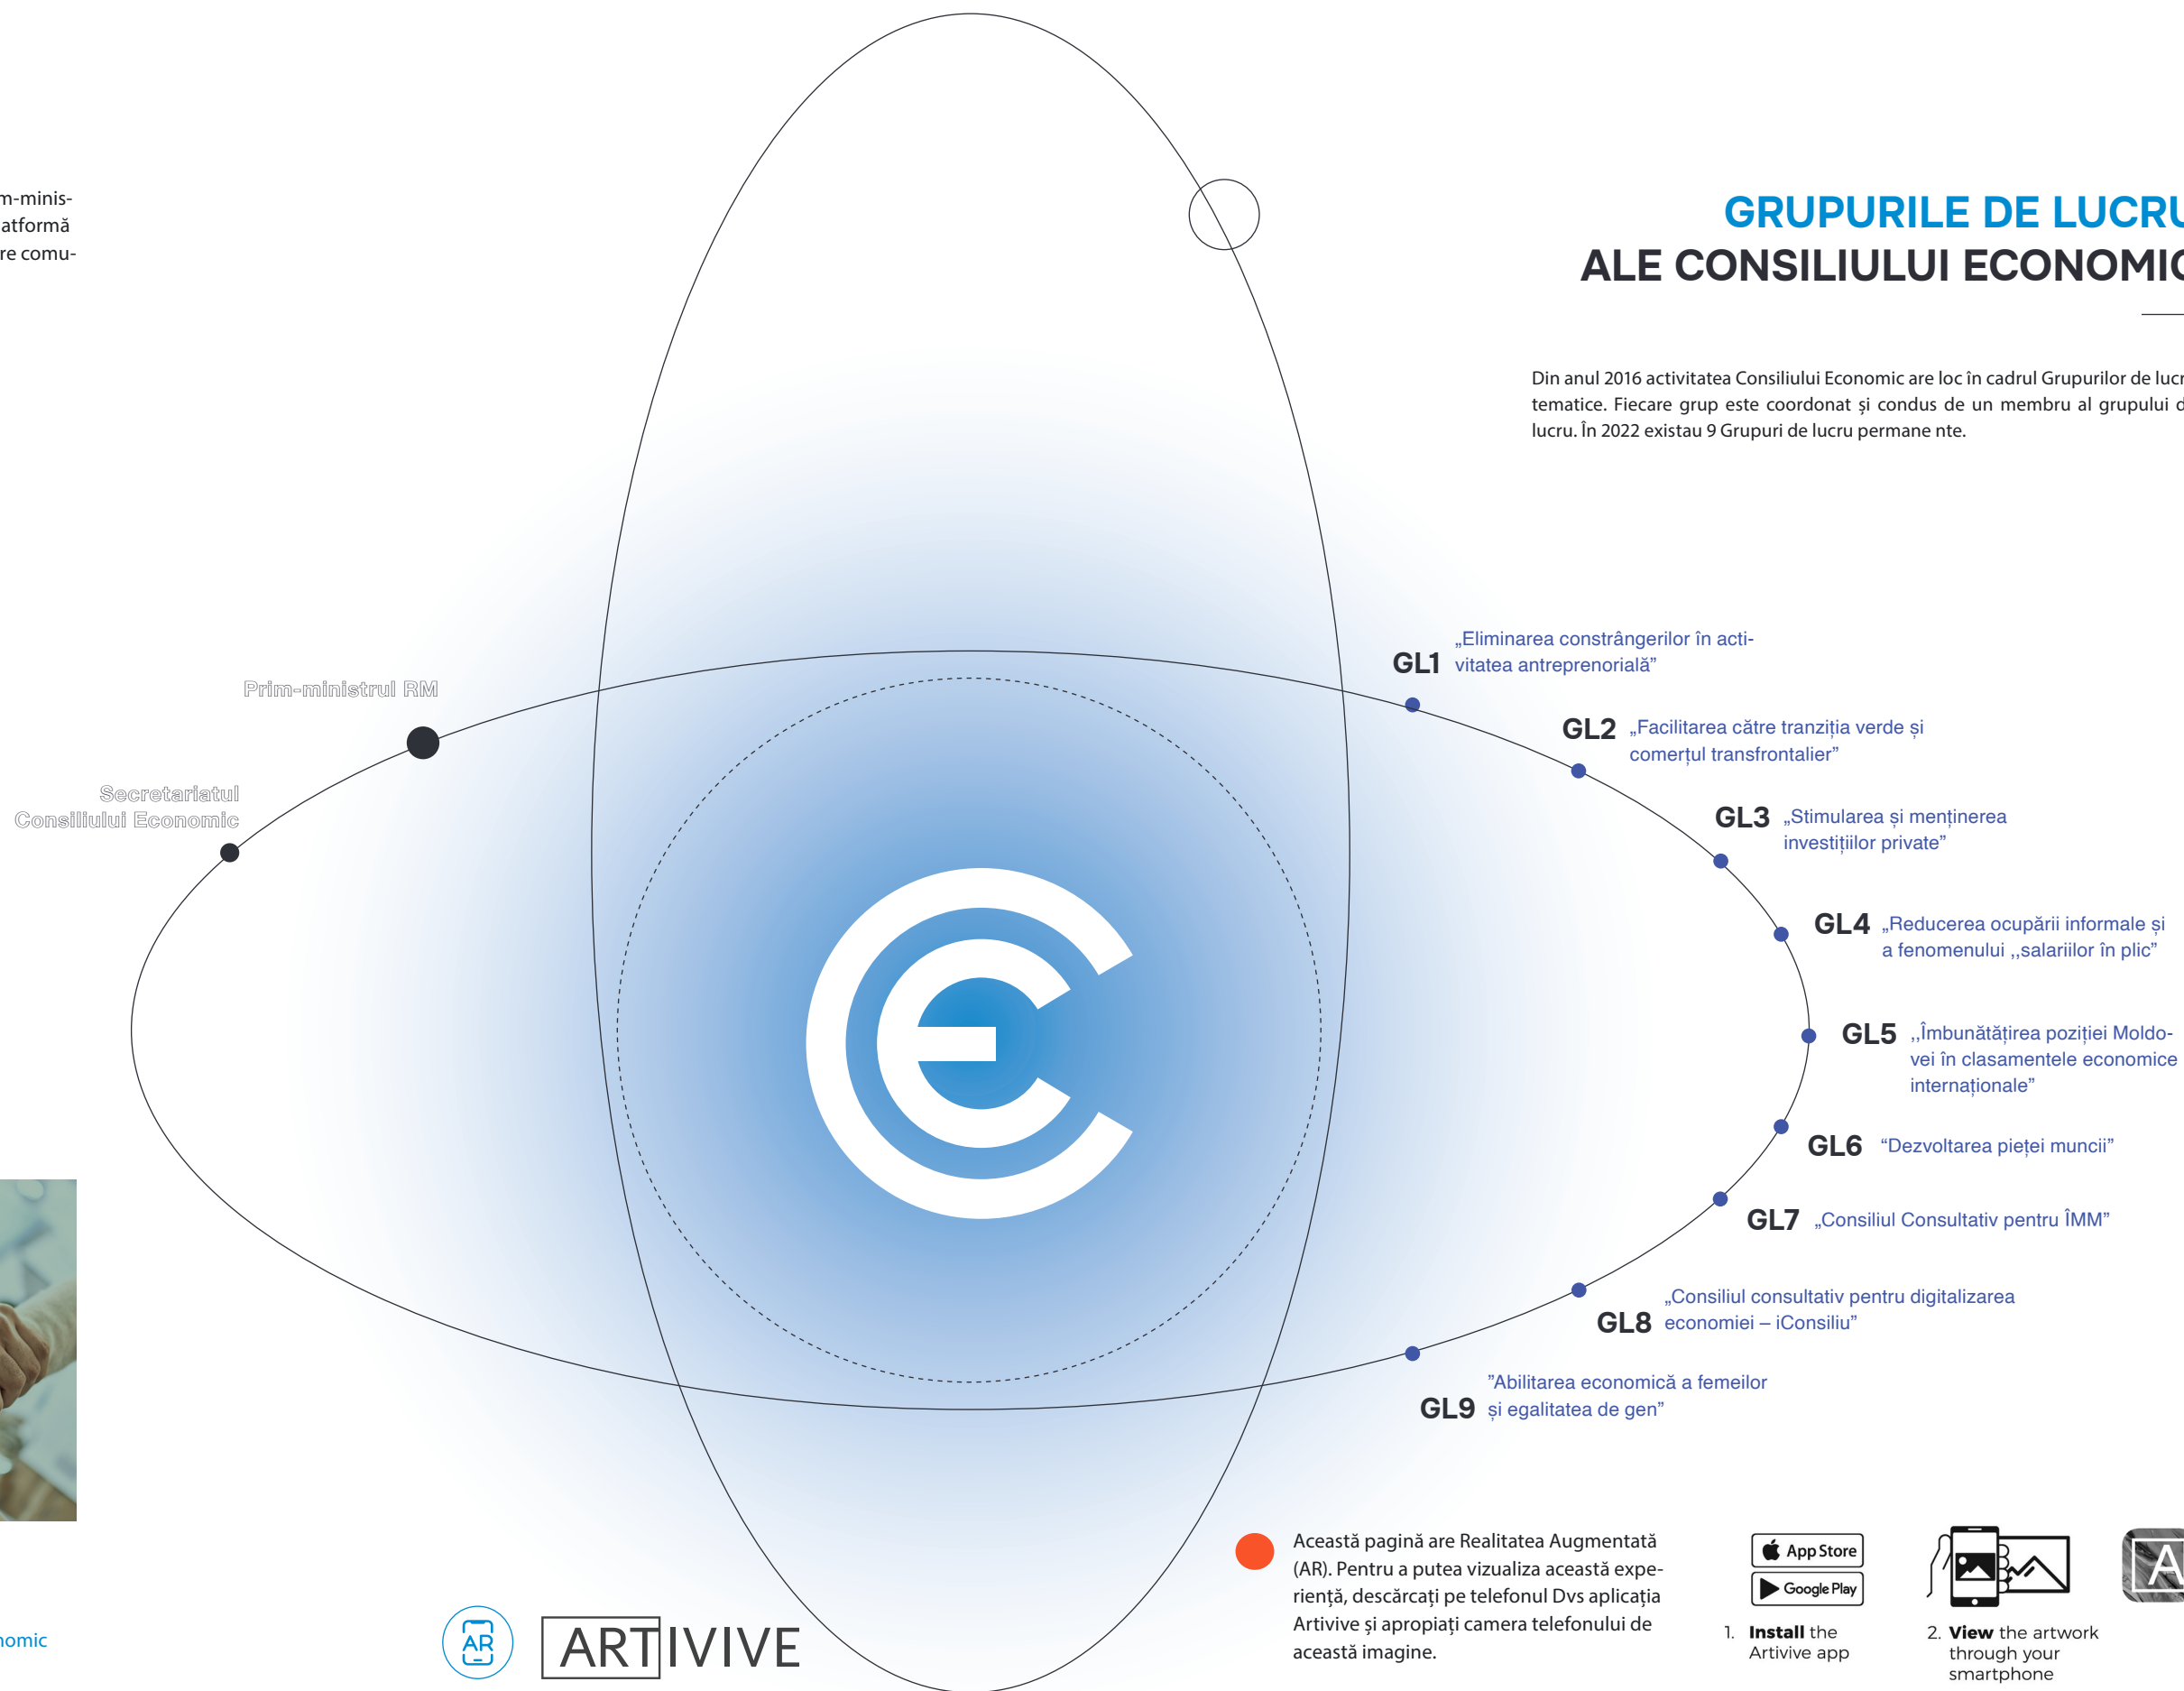 m-minis-
atformă
re comu-
GRUPURILE DE LUCRU
ALE CONSILIULUI ECONOMIC
Din anul 2016 activitatea Consiliului Economic are loc în cadrul Grupurilor de lucr
tematice. Fiecare grup este coordonat și condus de un membru al grupului d
lucru. În 2022 existau 9 Grupuri de lucru permane nte.
Prim-ministrul RM
Secretariatul
Consiliului Economic
GL1 „Eliminarea constrângerilor în acti-
vitatea antreprenorială”
GL2 „Facilitarea către tranziția verde și
comerțul transfrontalier”
GL3 „Stimularea și menținerea
investițiilor private”
GL4 „Reducerea ocupării informale și
a fenomenului ,,salariilor în plic”
GL5 ,,Îmbunătățirea poziției Moldo-
vei în clasamentele economice
internaționale”
GL6 “Dezvoltarea pieței muncii”
GL7 „Consiliul Consultativ pentru ÎMM”
GL8 „Consiliul consultativ pentru digitalizarea
economiei – iConsiliu”
GL9 ”Abilitarea economică a femeilor
și egalitatea de gen”
nomic
AR
ARTIVIVE
Această pagină are Realitatea Augmentată
(AR). Pentru a putea vizualiza această expe-
riență, descărcați pe telefonul Dvs aplicația
Artivive și apropiați camera telefonului de
această imagine.
App Store
Google Play
1. Install the
Artivive app
2. View the artwork
through your
smartphone
A